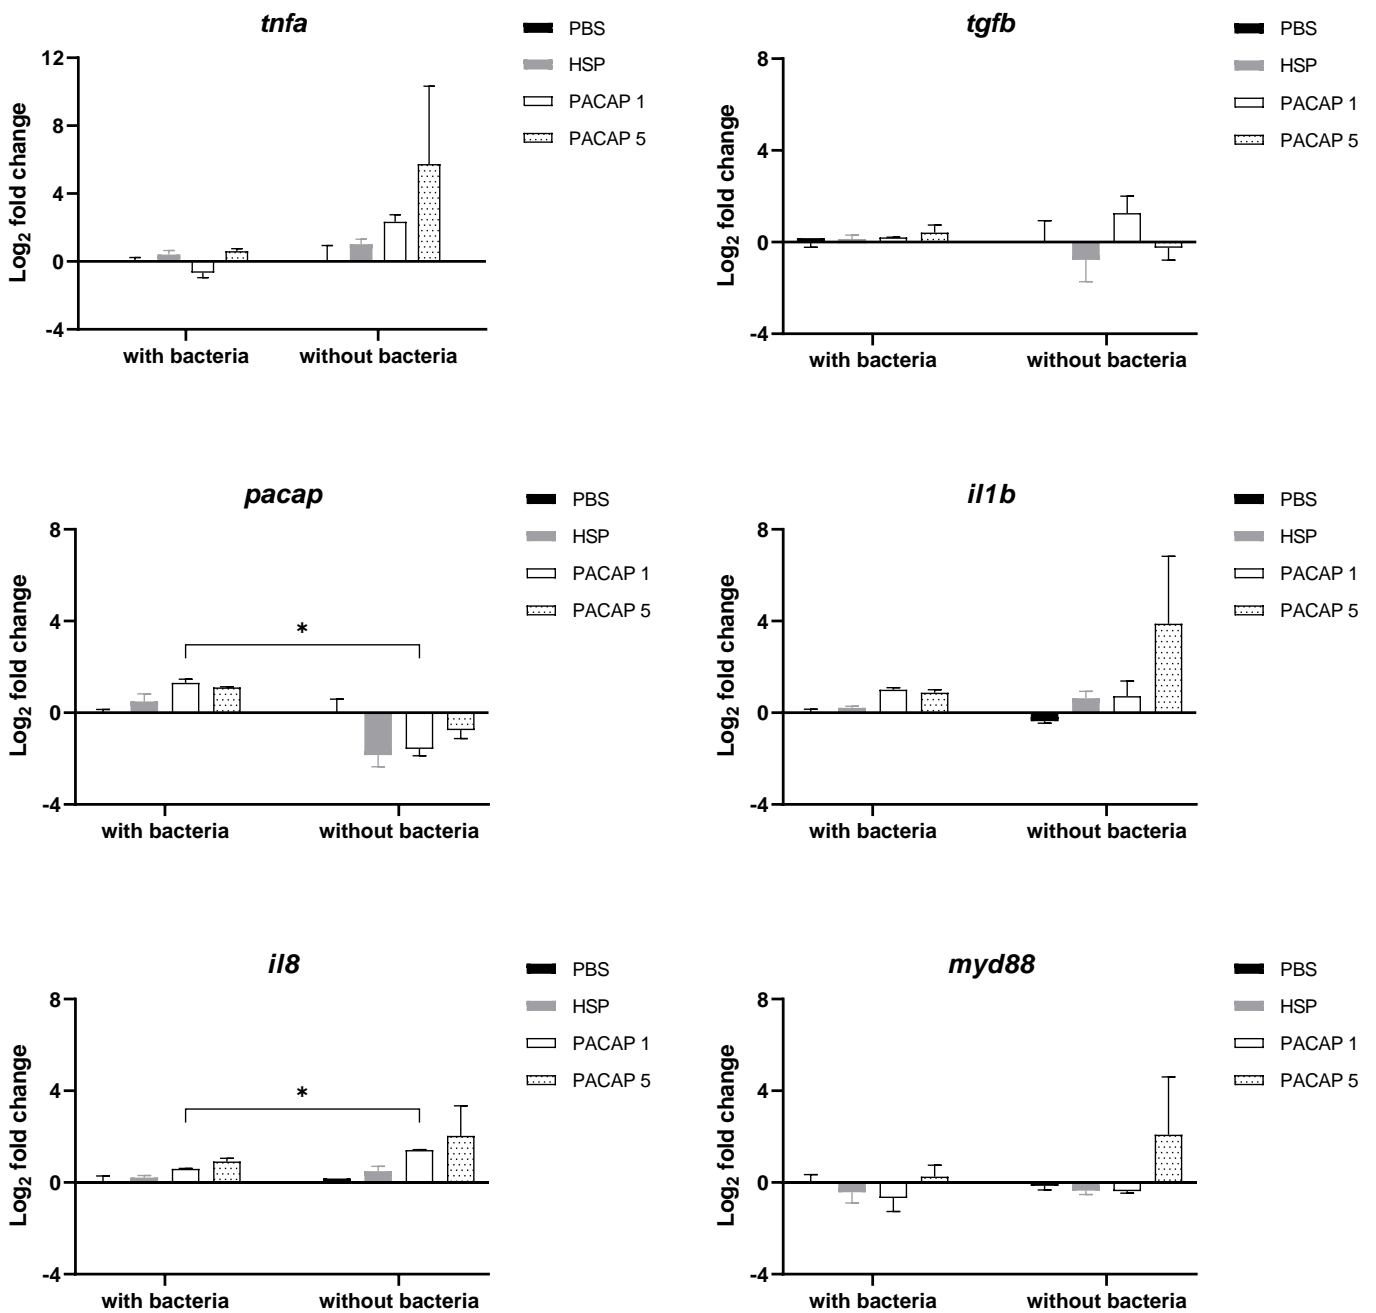 tnfa
PBS
HSP
PACAP 1
PACAP 5
12
8
4
0
-4
Log2 fold change
with bacteria
without bacteria
tgfb
PBS
HSP
PACAP 1
PACAP 5
8
4
0
-4
Log2 fold change
with bacteria
without bacteria
pacap
PBS
HSP
PACAP 1
PACAP 5
8
4
0
-4
Log2 fold change
*
with bacteria
without bacteria
il1b
PBS
HSP
PACAP 1
PACAP 5
8
4
0
-4
Log2 fold change
with bacteria
without bacteria
il8
PBS
HSP
PACAP 1
PACAP 5
8
4
0
-4
Log2 fold change
*
with bacteria
without bacteria
myd88
PBS
HSP
PACAP 1
PACAP 5
8
4
0
-4
Log2 fold change
with bacteria
without bacteria